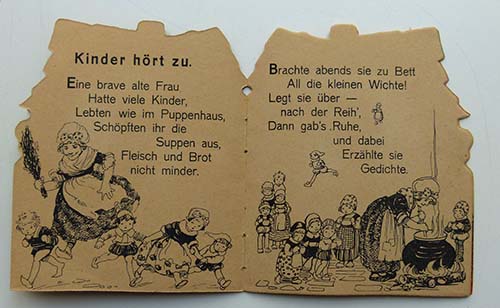 Kinder hört zu.
Eine brave alte Frau
Hatte viele Kinder,
Lebten wie im Puppenhaus,
Schöpften ihr die
Suppen aus,
Fleisch und Brot
nicht minder.
Brachte abends sie zu Bett
All die kleinen Wichte!
Legt sie über —
nach der Reih',
Dann gab's Ruhe,
und dabei
Erzählte sie
Gedichte.